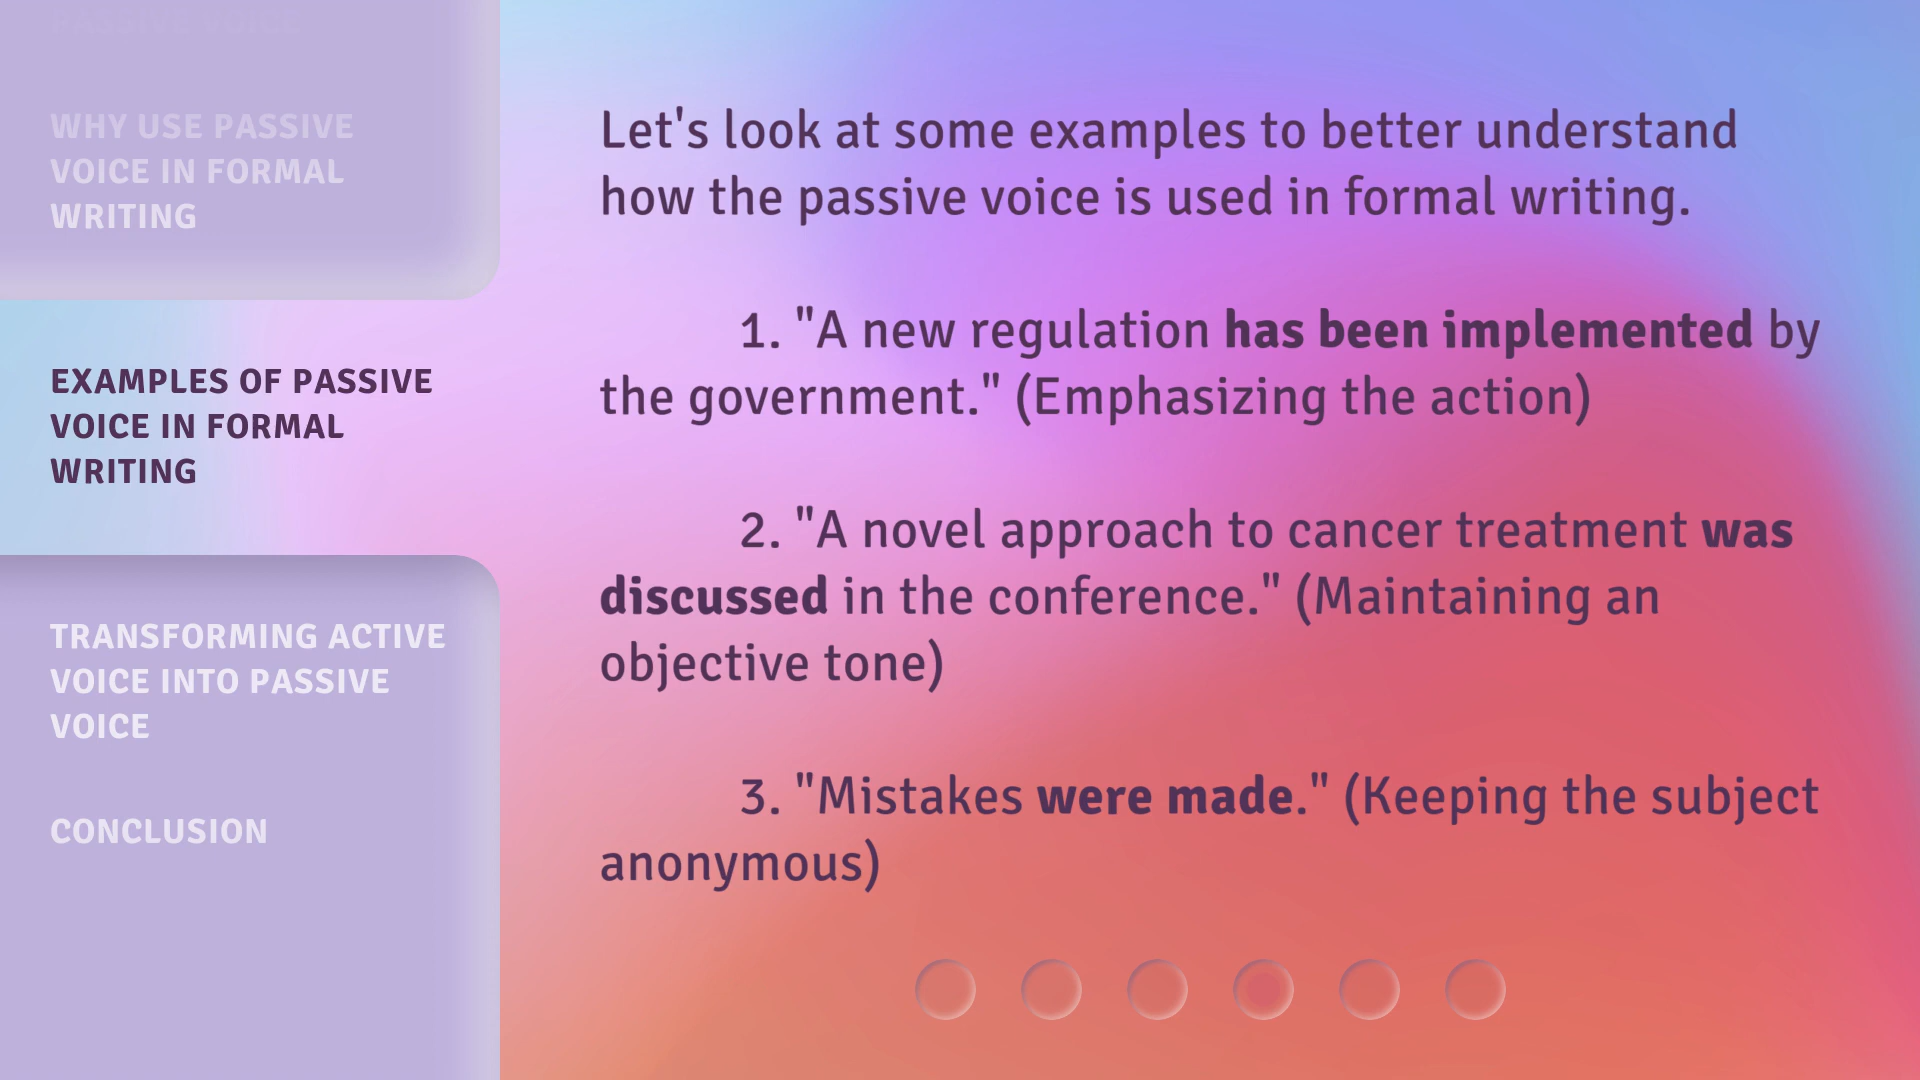 PASSIVE VOICE
WHY USE PASSIVE
VOICE IN FORMAL
WRITING
EXAMPLES OF PASSIVE
VOICE IN FORMAL
WRITING
TRANSFORMING ACTIVE
VOICE INTO PASSIVE
VOICE
CONCLUSION
Let's look at some examples to better understand
how the passive voice is used in formal writing.
1. "A new regulation has been implemented by
the government." (Emphasizing the action)
2. "A novel approach to cancer treatment was
discussed in the conference." (Maintaining an
objective tone)
3. "Mistakes were made." (Keeping the subject
anonymous)